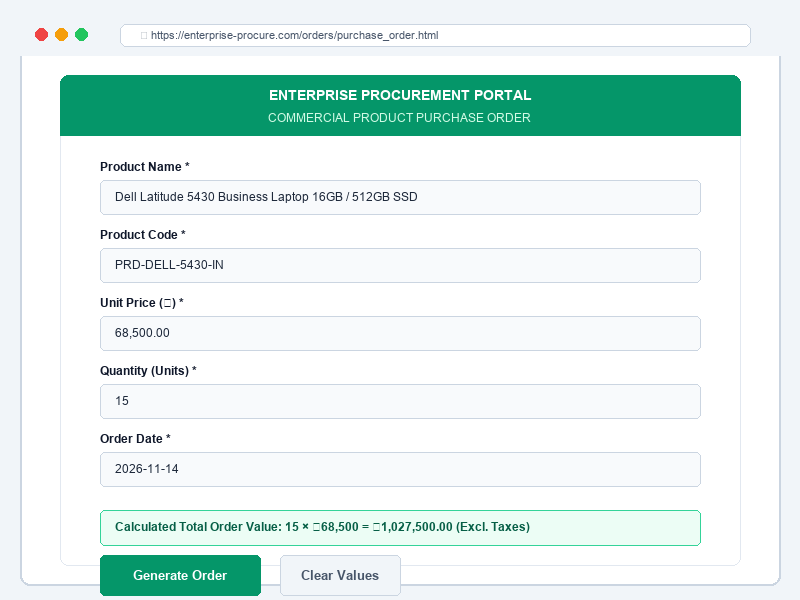 https://enterprise-procure.com/orders/purchase_order.html
ENTERPRISE PROCUREMENT PORTAL
COMMERCIAL PRODUCT PURCHASE ORDER
Product Name *
Dell Latitude 5430 Business Laptop 16GB / 512GB SSD
Product Code *
PRD-DELL-5430-IN
Unit Price (□) *
68,500.00
Quantity (Units) *
15
Order Date *
2026-11-14
Calculated Total Order Value: 15 × □68,500 = □1,027,500.00 (Excl. Taxes)
Generate Order
Clear Values